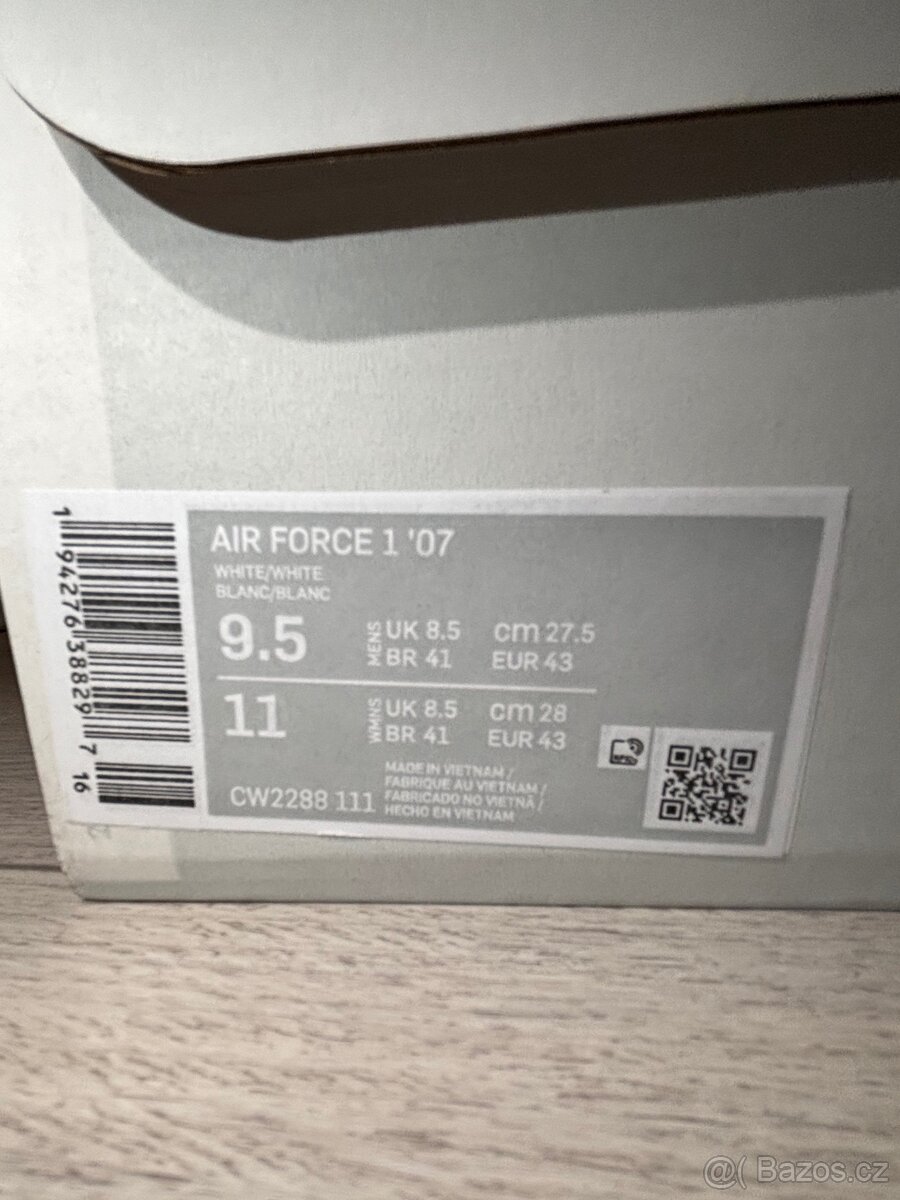 AIR FORCE 1 '07
WHITE/WHITE
BLANC/BLANC
9.5 MENS UK 8.5 cm 27.5
BR 41 EUR 43
11 WMNS UK 8.5 cm 28
BR 41 EUR 43
CW2288 111
MADE IN VIETNAM /
FABRIQUE AU VIETNAM /
FABRICADO NO VIETNÃ /
HECHO EN VIETNAM
1 94276 38829 7 16
@( Bazos.cz